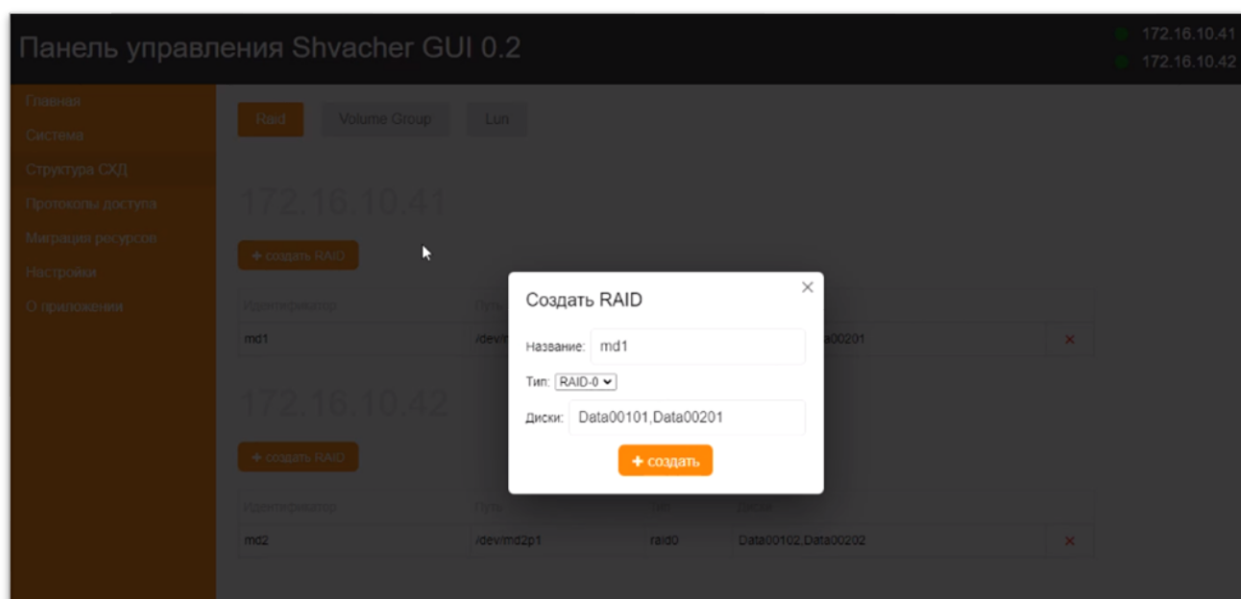 Панель управления Shvacher GUI 0.2
172.16.10.41
172.16.10.42
Главная
Система
Структура СХД
Протоколы доступа
Миграция ресурсов
Настройки
О приложении
Raid Volume Group Lun
172.16.10.41
+ создать RAID
Идентификатор Путь
md1 a00201 ×
172.16.10.42
+ создать RAID
Идентификатор Путь Тип Диски
md2 /dev/md2p1 raid0 Data00102,Data00202 ×
Создать RAID ×
Название: md1
Тип: RAID-0
Диски: Data00101,Data00201
+ создать